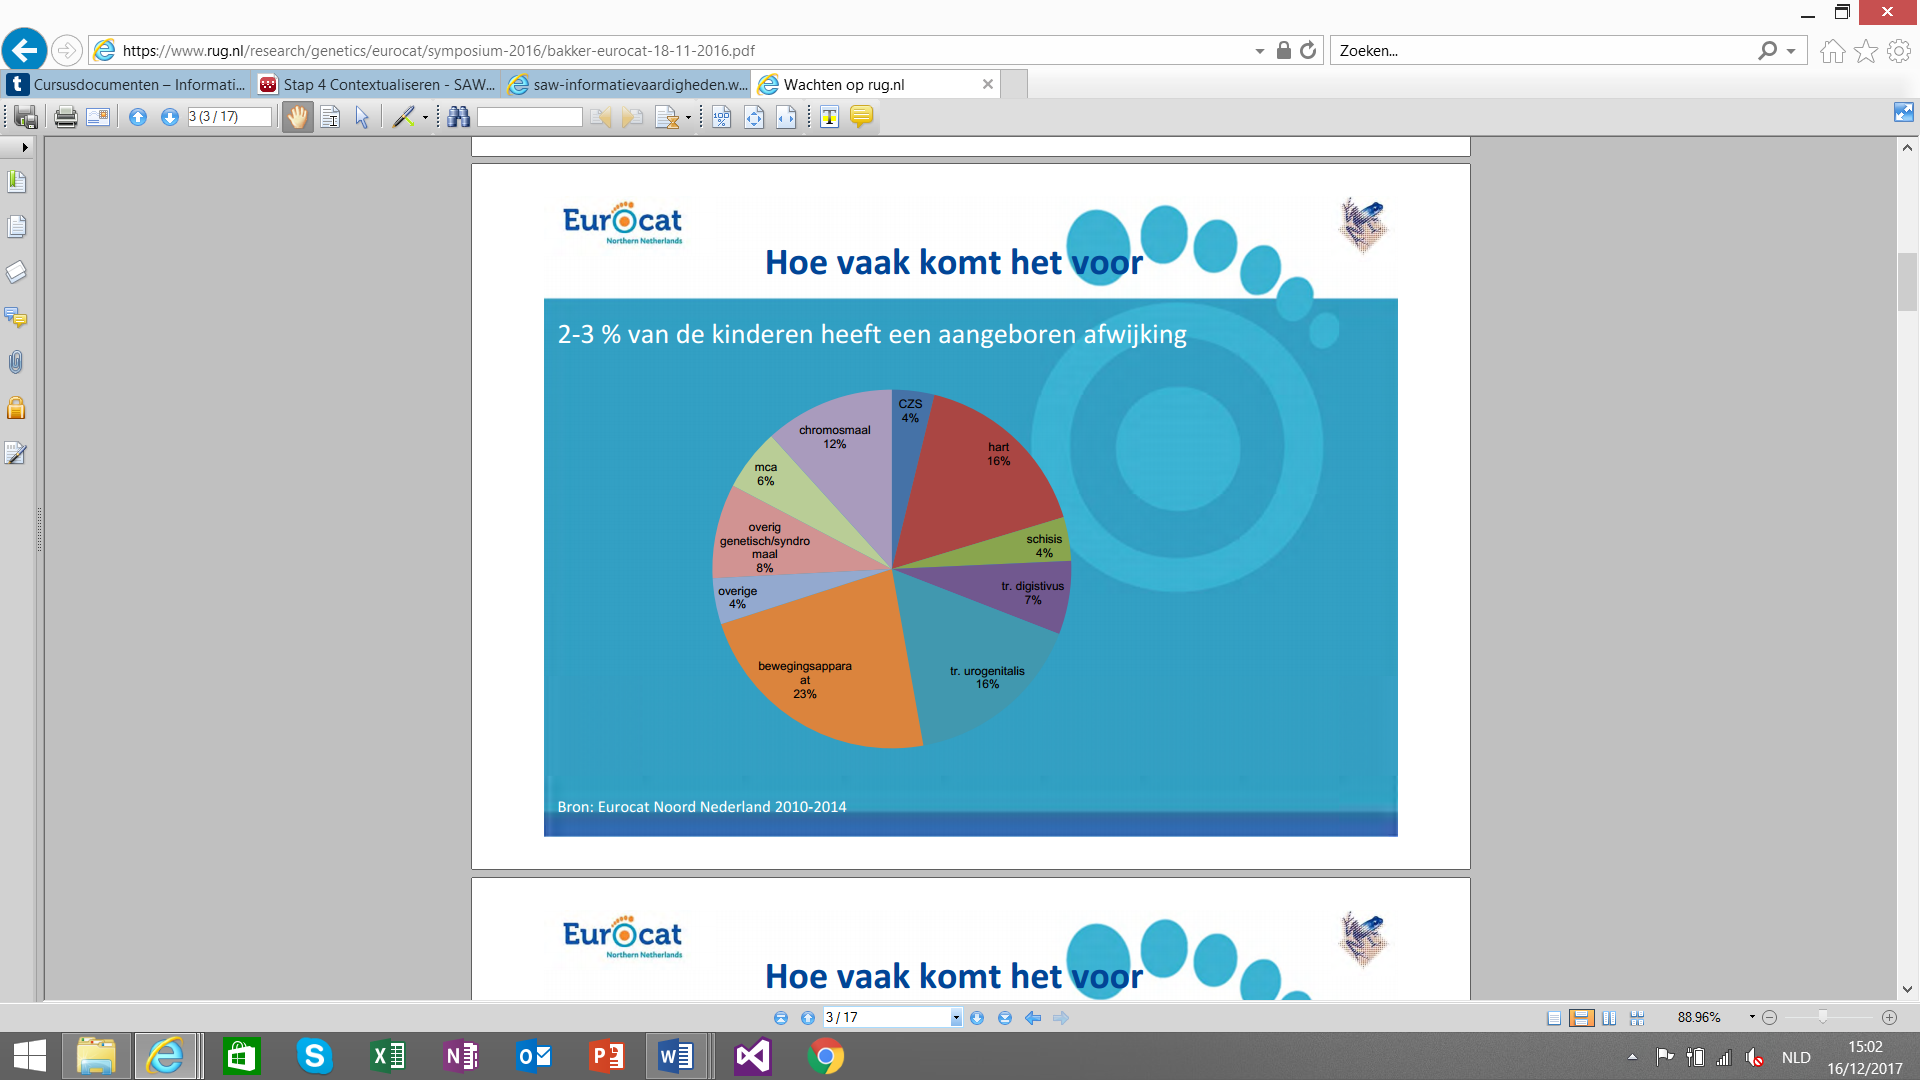 https://www.rug.nl/research/genetics/eurocat/symposium-2016/bakker-eurocat-18-11-2016.pdf
Zoeken...
Cursusdocumenten – Informati...
Stap 4 Contextualiseren - SAW...
saw-informatievaardigheden.w...
Wachten op rug.nl
3 (3 / 17)
Eurocat
Northern Netherlands
Hoe vaak komt het voor
2-3 % van de kinderen heeft een aangeboren afwijking
CZS
4%
hart
16%
schisis
4%
tr. digistivus
7%
tr. urogenitalis
16%
bewegingsappara
at
23%
overige
4%
overig
genetisch/syndro
maal
8%
mca
6%
chromosmaal
12%
Bron: Eurocat Noord Nederland 2010-2014
Eurocat
Northern Netherlands
Hoe vaak komt het voor
3 / 17
88.96%
NLD
15:02
16/12/2017